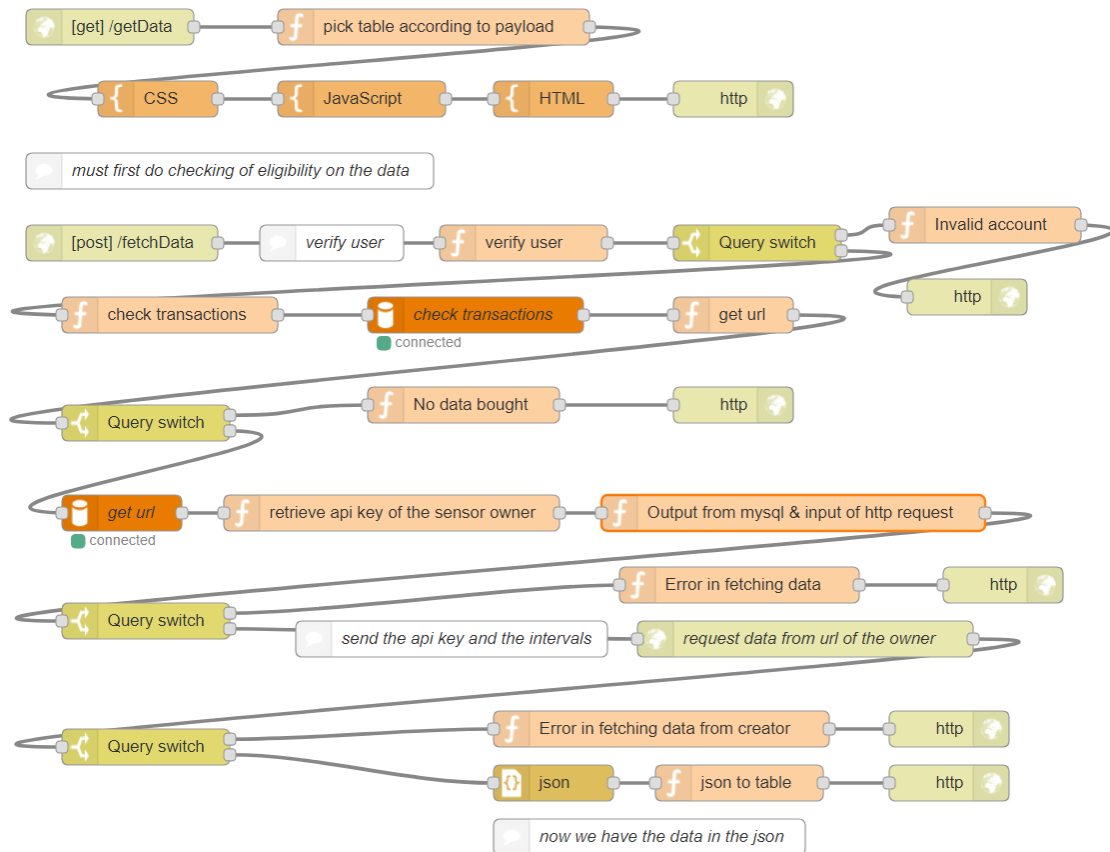 [get] /getData
pick table according to payload
CSS
JavaScript
HTML
http
must first do checking of eligibility on the data
Invalid account
[post] /fetchData
verify user
verify user
Query switch
http
check transactions
check transactions
get url
connected
No data bought
http
Query switch
get url
retrieve api key of the sensor owner
Output from mysql & input of http request
connected
Error in fetching data
http
Query switch
send the api key and the intervals
request data from url of the owner
Error in fetching data from creator
http
Query switch
json
json to table
http
now we have the data in the json